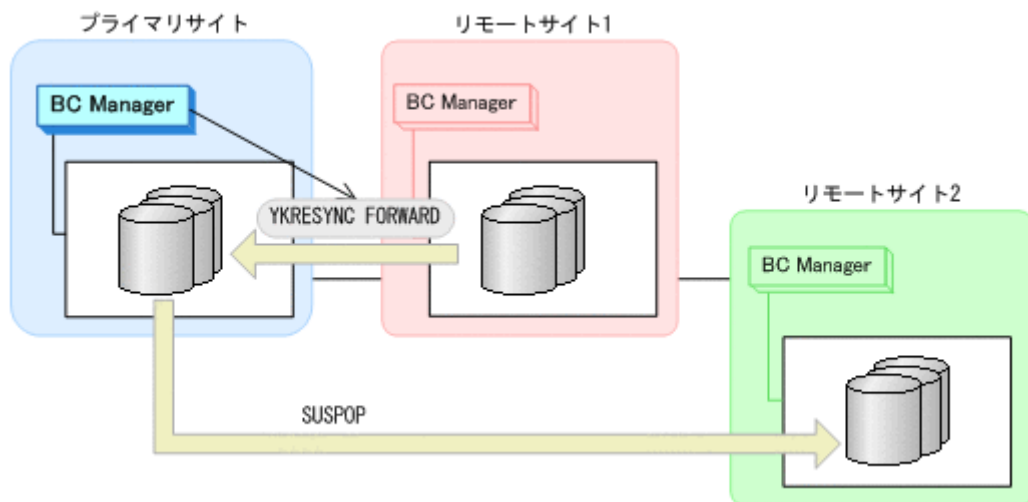 プライマリサイト
リモートサイト1
BC Manager
BC Manager
リモートサイト2
YKRESYNC FORWARD
BC Manager
SUSPOP